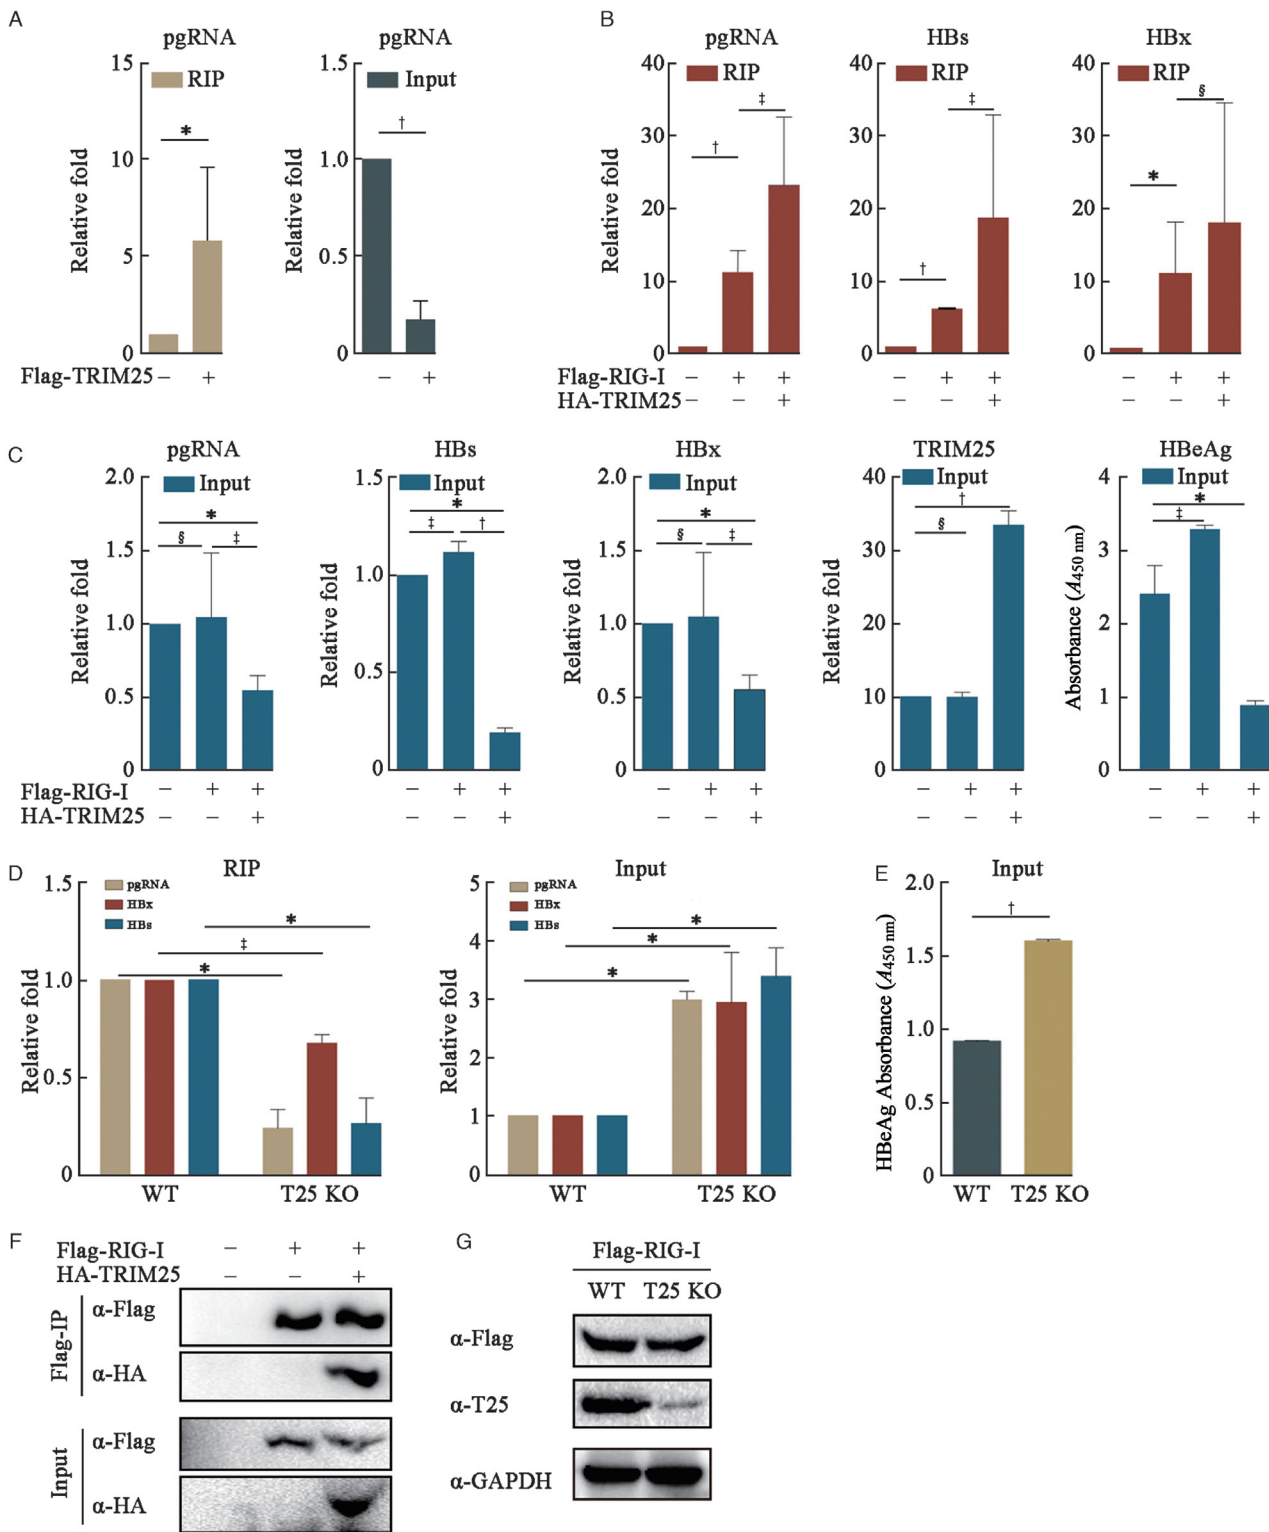 A
pgRNA
RIP
*
15
10
5
0
Relative fold
pgRNA
Input
†
1.5
1.0
0.5
0
Relative fold
Flag-TRIM25 − + − +
B
pgRNA
RIP
‡
†
40
30
20
10
0
Relative fold
HBs
RIP
‡
†
40
30
20
10
0
HBx
RIP
§
*
40
30
20
10
0
Flag-RIG-I − + + − + + − + +
HA-TRIM25 − − + − − + − − +
C
pgRNA
Input
*
§ ‡
2.0
1.5
1.0
0.5
0
Relative fold
HBs
Input
*
‡ †
1.5
1.0
0.5
0
Relative fold
HBx
Input
*
§ ‡
2.0
1.5
1.0
0.5
0
Relative fold
TRIM25
Input
†
§
40
30
20
10
0
Relative fold
HBeAg
Input
*
‡
4
3
2
1
0
Absorbance (A450 nm)
Flag-RIG-I − + + − + + − + + − + + − + +
HA-TRIM25 − − + − − + − − + − − + − − +
D
RIP
pgRNA
HBx
HBs
*
‡
*
1.5
1.0
0.5
0
Relative fold
WT T25 KO
Input
pgRNA
HBx
HBs
*
*
*
5
4
3
2
1
0
Relative fold
WT T25 KO
E
Input
†
2.0
1.5
1.0
0.5
0
HBeAg Absorbance (A450 nm)
WT T25 KO
F
Flag-RIG-I − + +
HA-TRIM25 − − +
Flag-IP
α-Flag
α-HA
Input
α-Flag
α-HA
G
Flag-RIG-I
WT T25 KO
α-Flag
α-T25
α-GAPDH